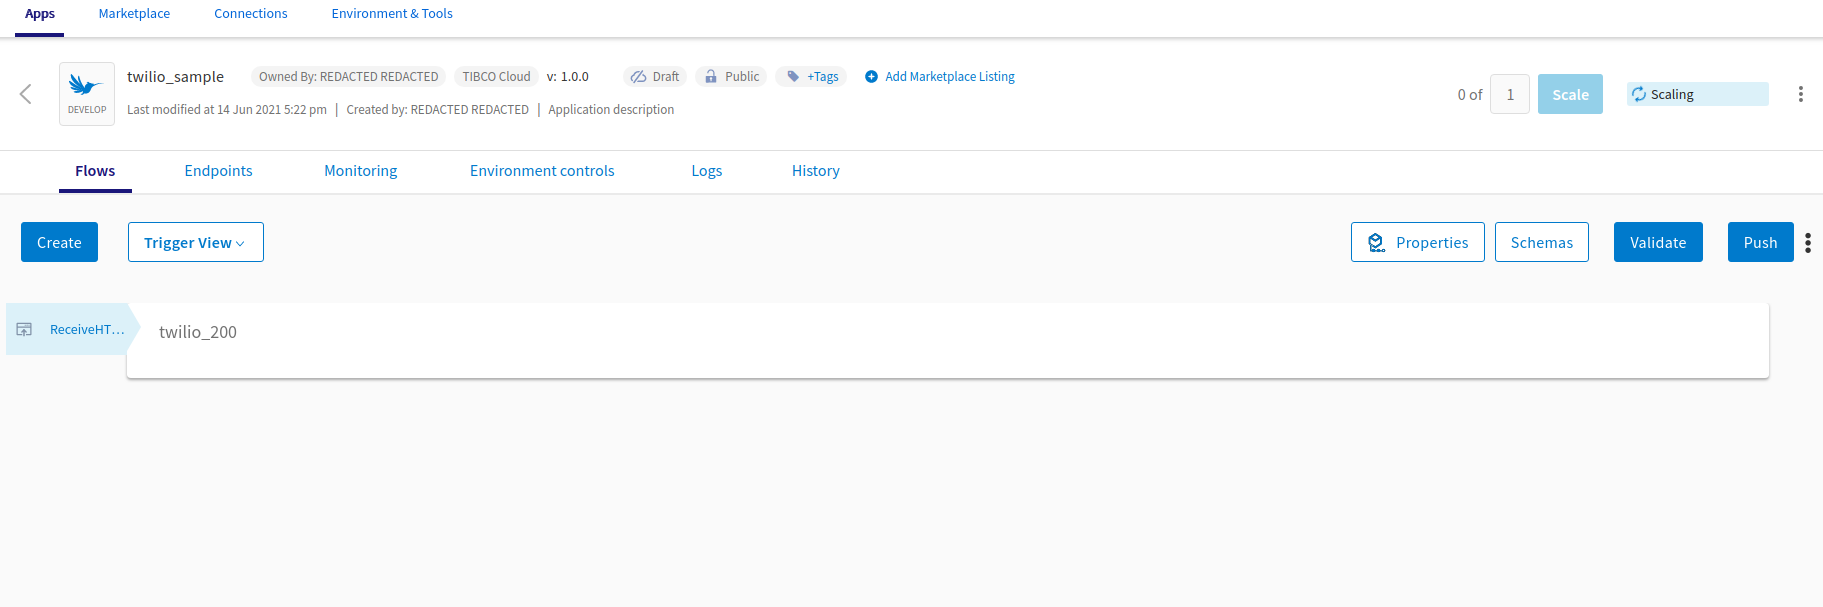 Apps Marketplace Connections Environment & Tools
twilio_sample Owned By: REDACTED REDACTED TIBCO Cloud v: 1.0.0 Draft Public +Tags Add Marketplace Listing
DEVELOP
Last modified at 14 Jun 2021 5:22 pm | Created by: REDACTED REDACTED | Application description
0 of 1 Scale Scaling
Flows Endpoints Monitoring Environment controls Logs History
Create Trigger View Properties Schemas Validate Push
ReceiveHT... twilio_200